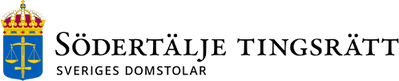 Södertälje tingsrätt
SVERIGES DOMSTOLAR